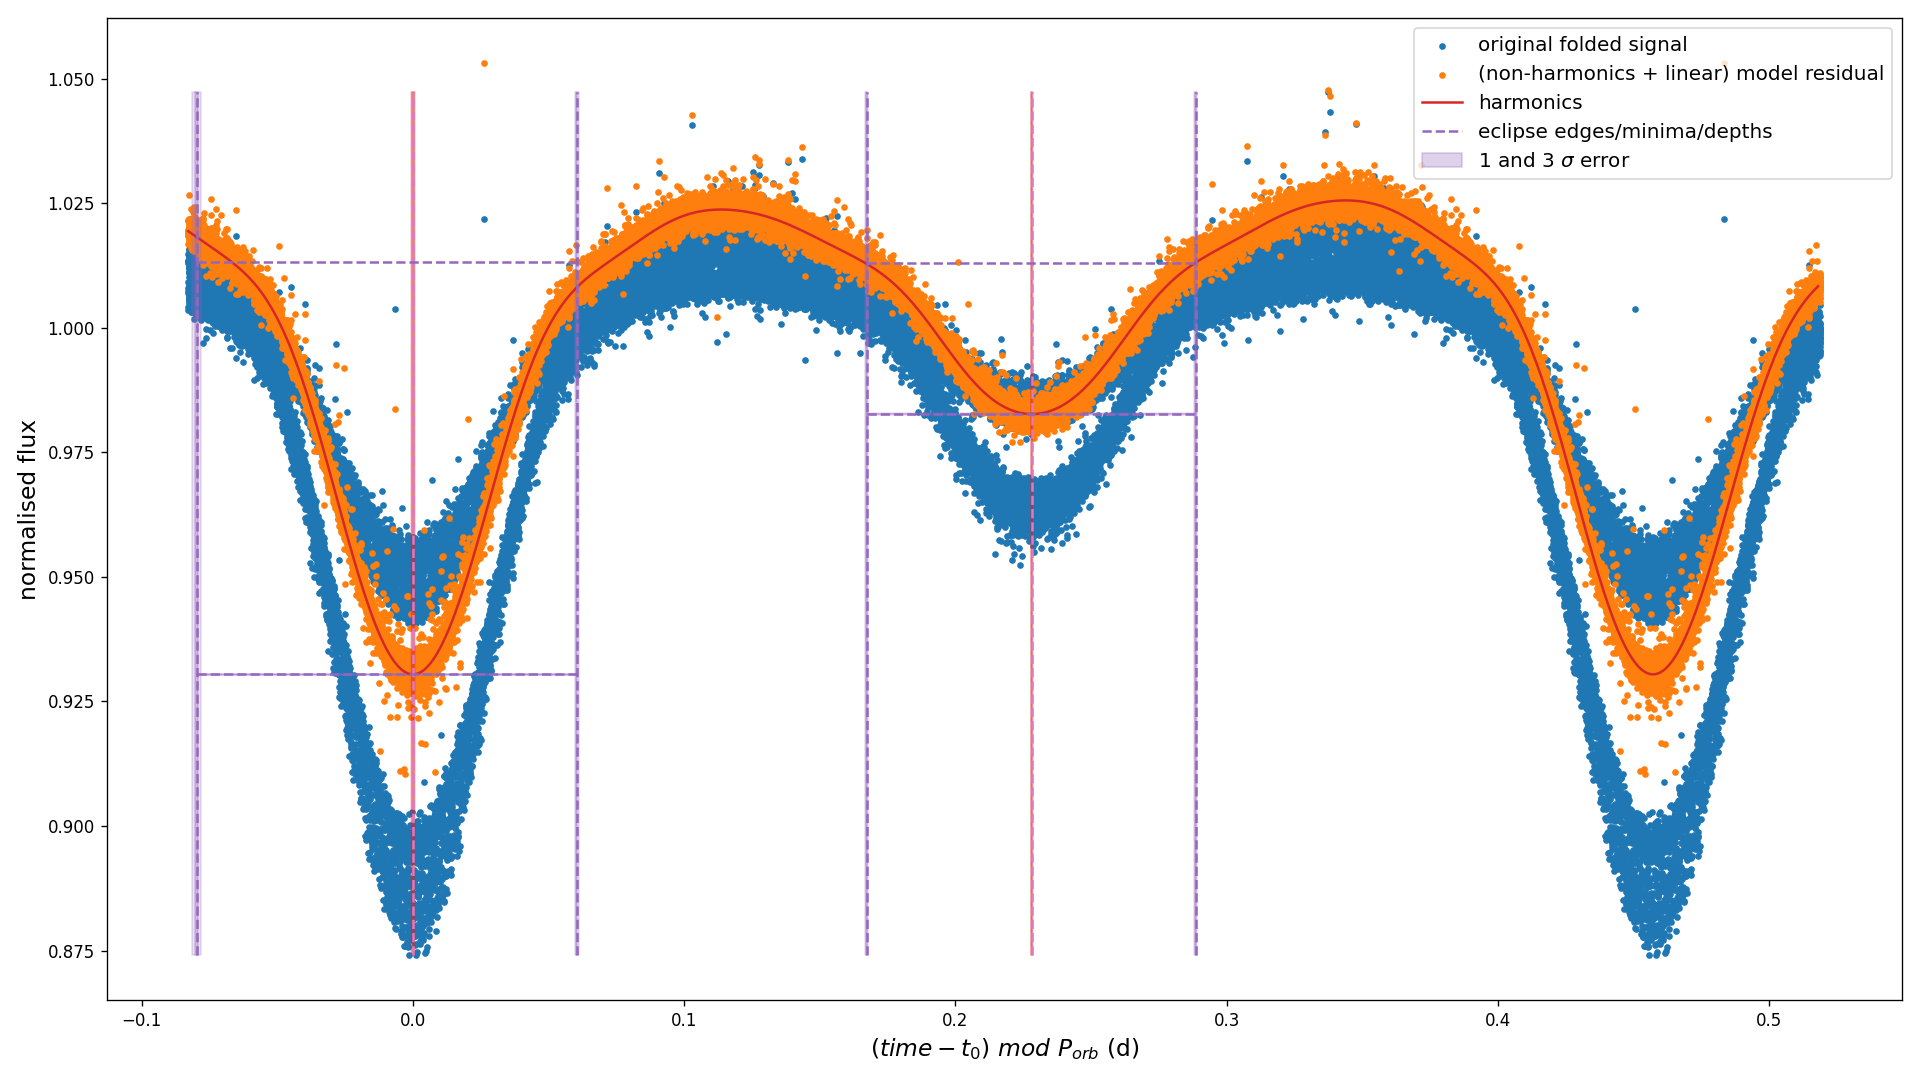 original folded signal
(non-harmonics + linear) model residual
harmonics
eclipse edges/minima/depths
1 and 3 σ error
normalised flux
1.050
1.025
1.000
0.975
0.950
0.925
0.900
0.875
−0.1 0.0 0.1 0.2 0.3 0.4 0.5
(time − t₀) mod P_orb (d)